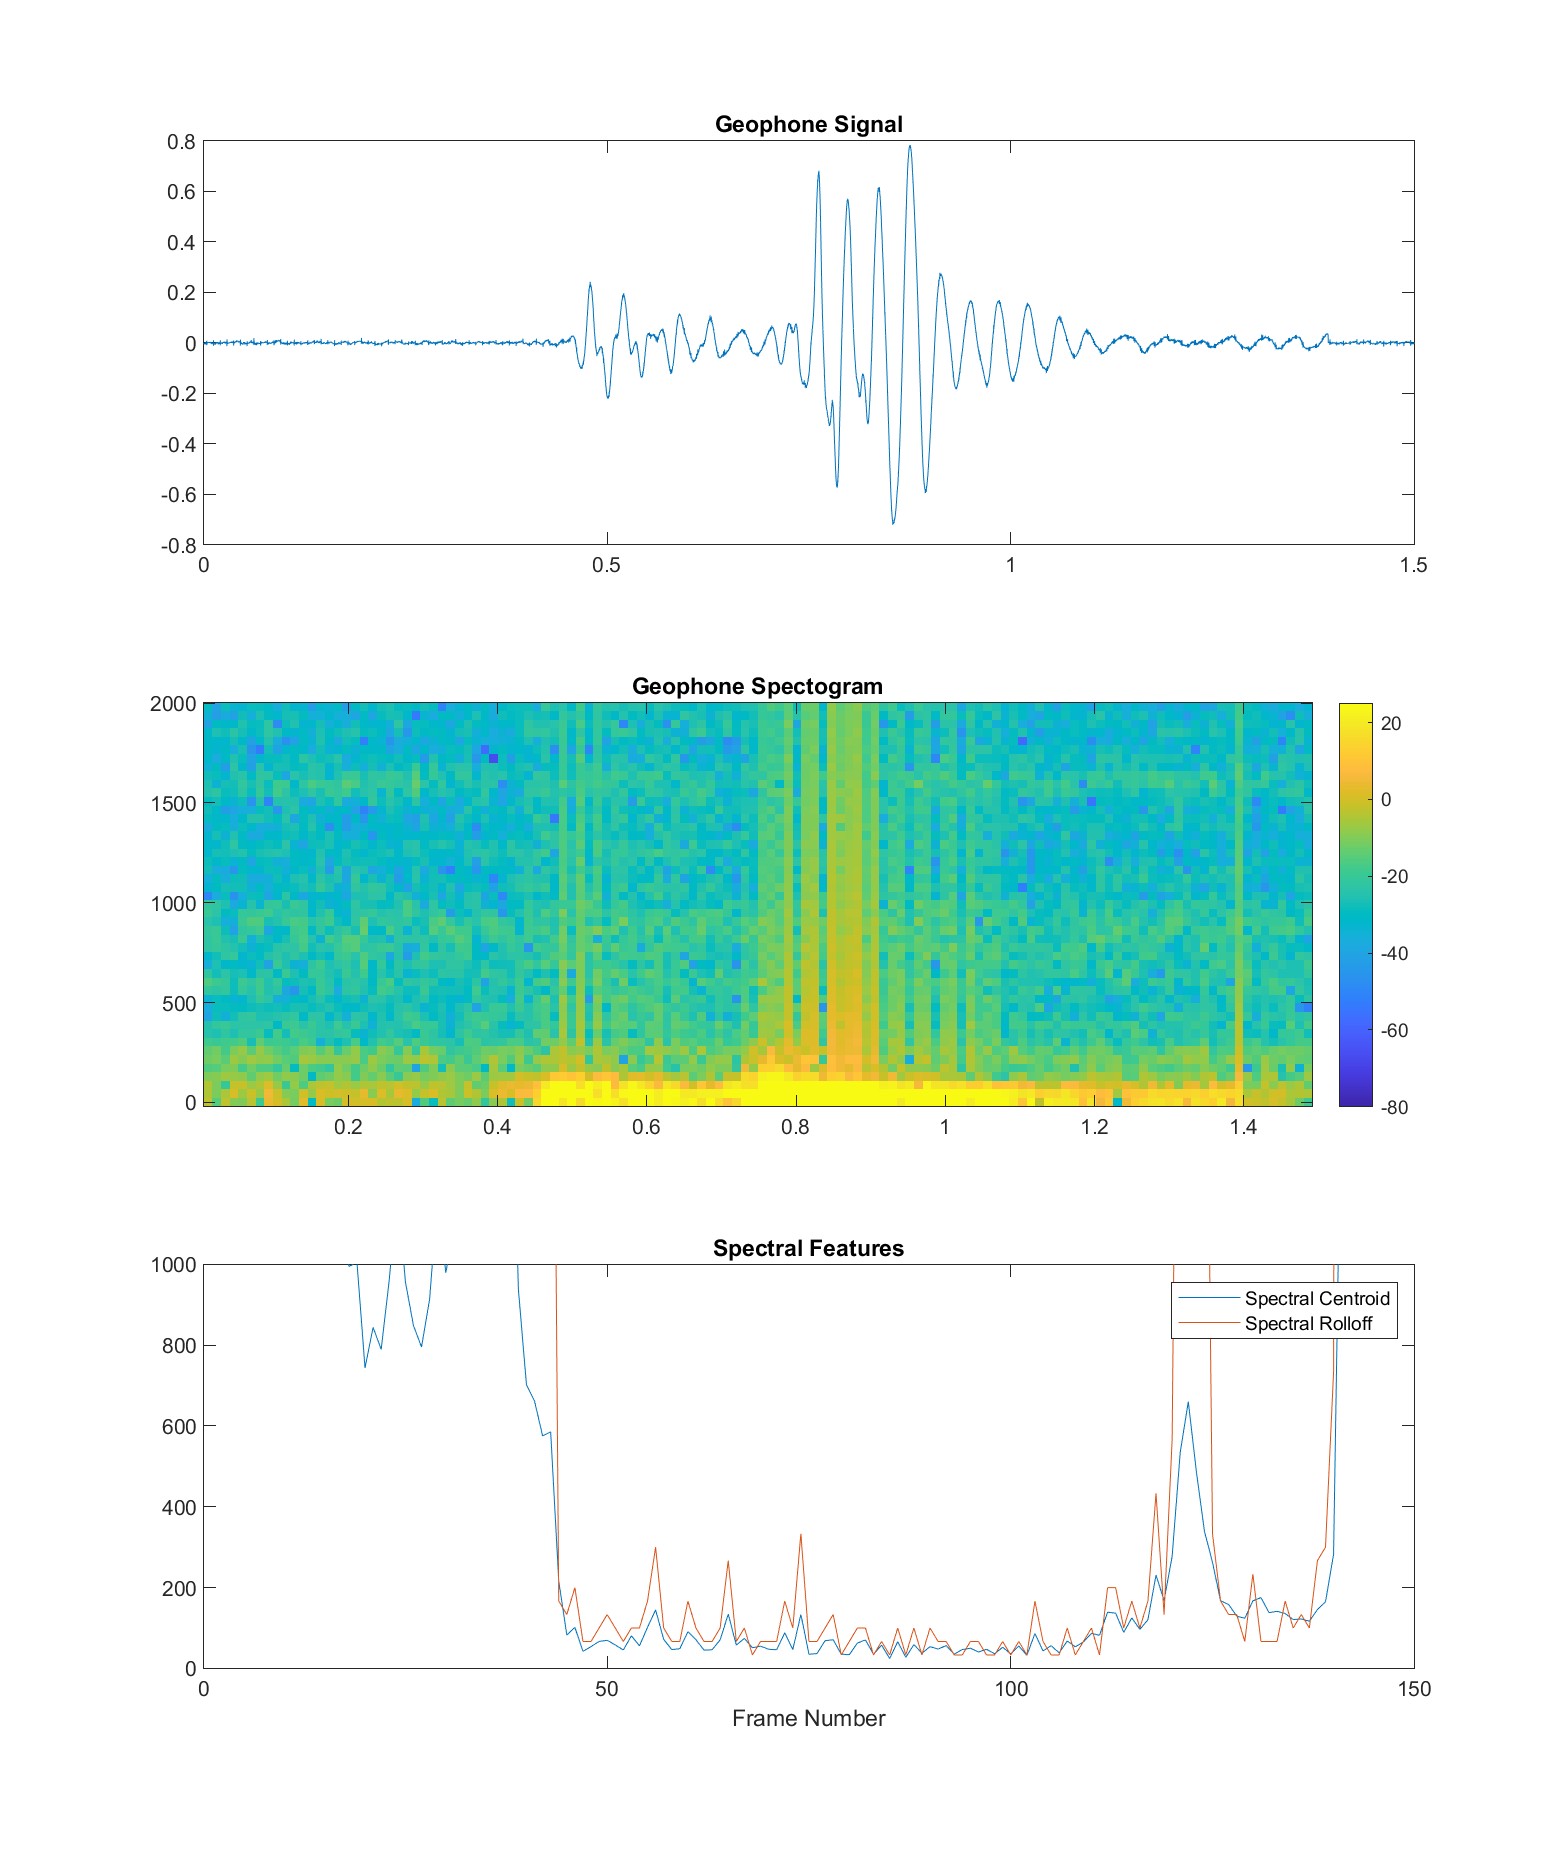 Geophone Signal
0.8
0.6
0.4
0.2
0
-0.2
-0.4
-0.6
-0.8
0 0.5 1 1.5
Geophone Spectogram
2000
1500
1000
500
0
20
0
-20
-40
-60
-80
0.2 0.4 0.6 0.8 1 1.2 1.4
Spectral Features
1000
800
600
400
200
0
Spectral Centroid
Spectral Rolloff
0 50 100 150
Frame Number